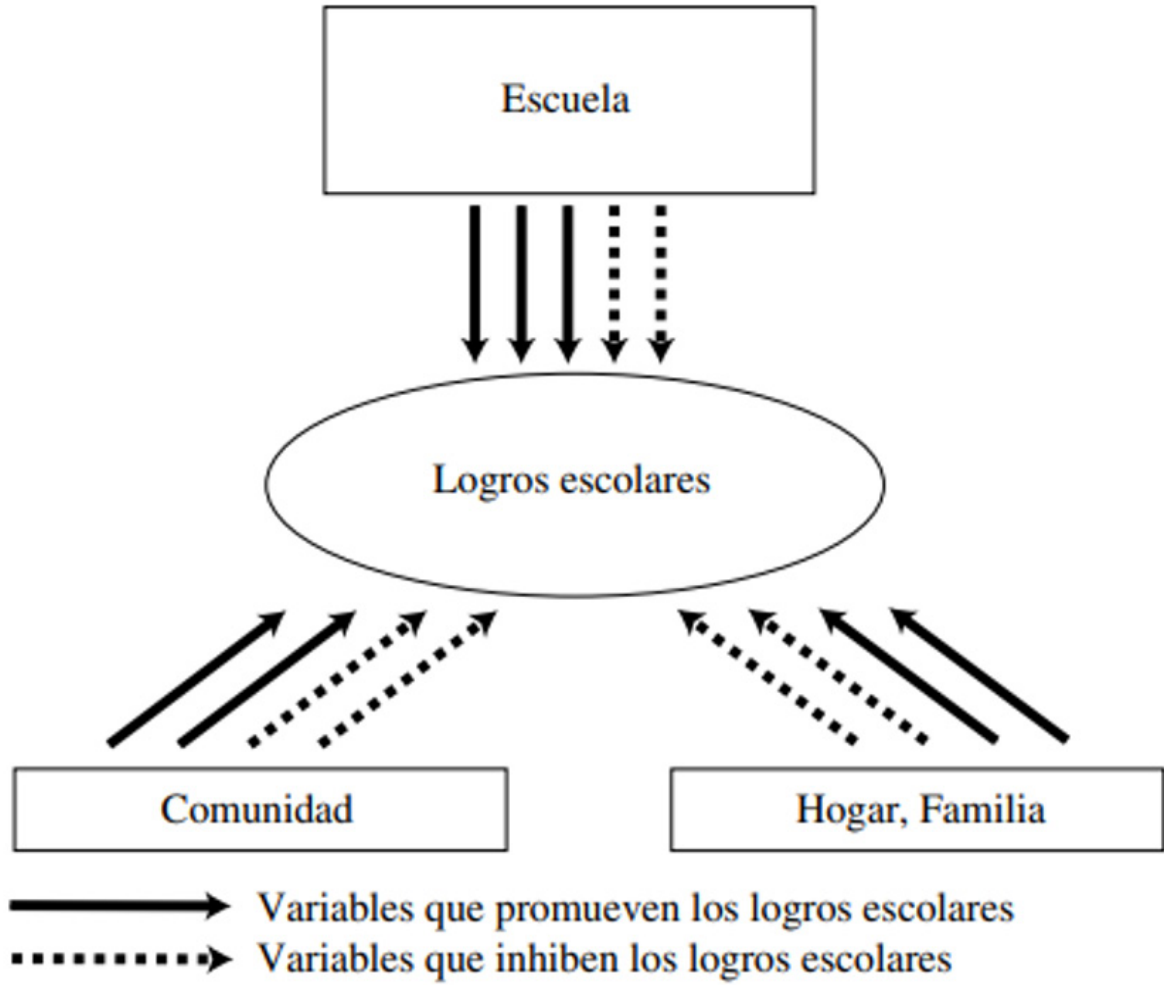 Escuela
Logros escolares
Comunidad
Hogar, Familia
Variables que promueven los logros escolares
Variables que inhiben los logros escolares